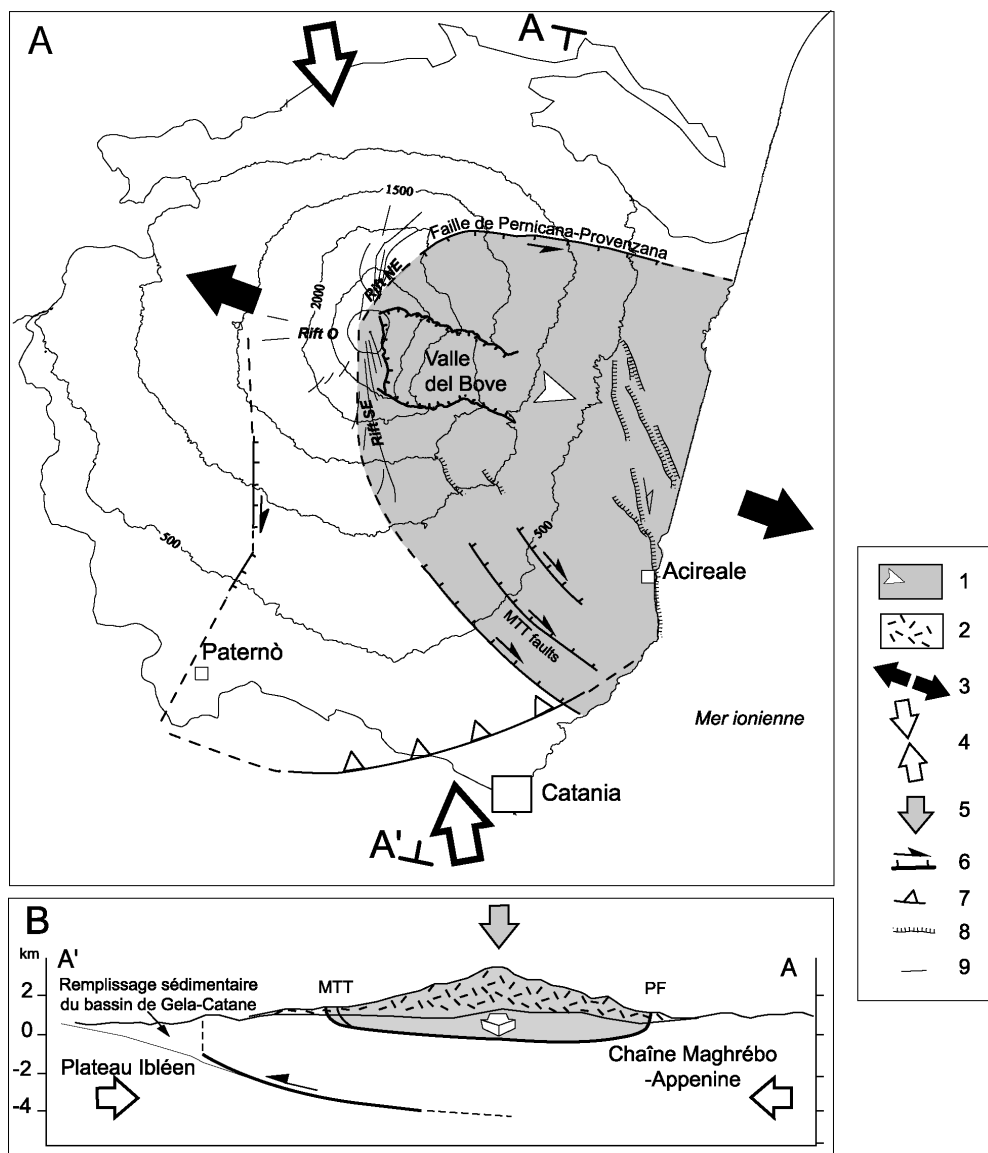 A
A
1500
Faille de Pernicana-Provenzana
Rift NE
2000
Rift O
Valle
del Bove
Rift SE
500
500
Acireale
MTT faults
Paternò
Mer ionienne
Catania
A'
1
2
3
4
5
6
7
8
9
B
km
A'
A
Remplissage sédimentaire
du bassin de Gela-Catane
MTT
PF
2
0
-2
-4
Plateau Ibléen
Chaîne Maghrébo
-Appenine